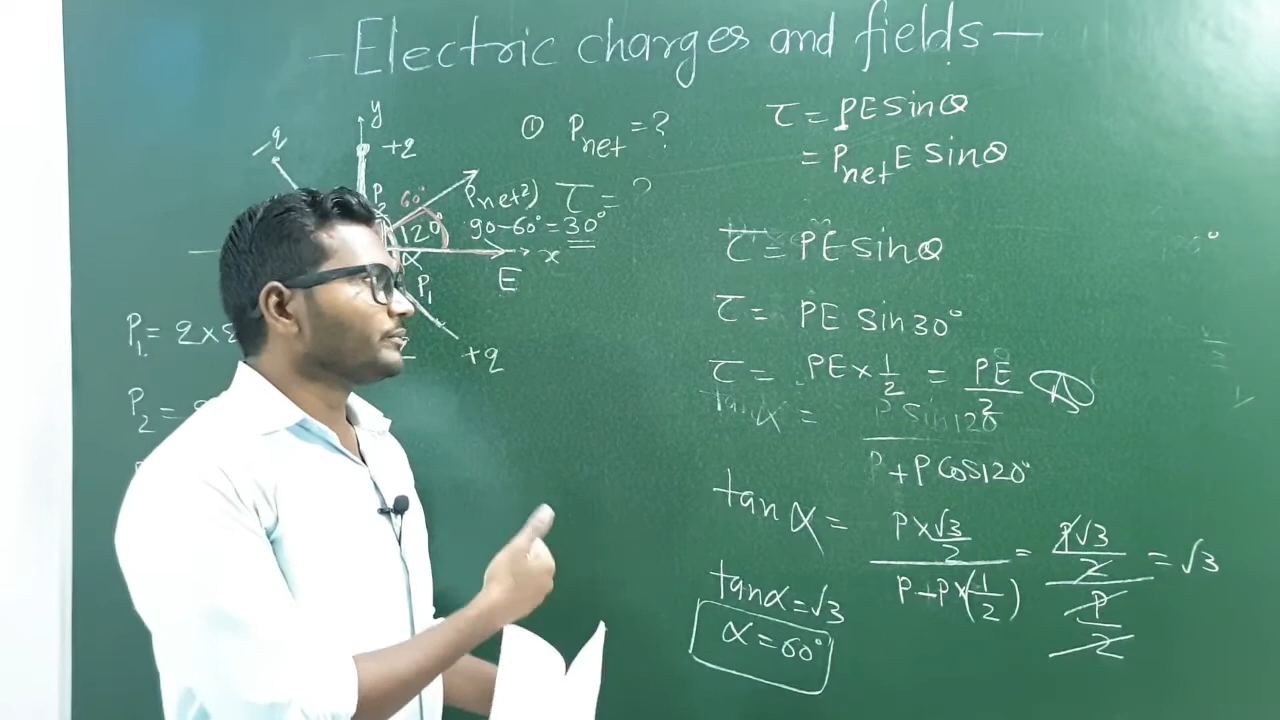 — Electric charges and fields —
y
-q
+q
① Pnet = ?
τ = PE sinθ
= Pnet E sinθ
P2
60°
Pnet
2) τ = ?
120°
90-60° = 30°
α
x
E
P1
+q
τ = PE sinθ
τ = PE sin 30°
P1 = q×
τ = PE × 1/2 = PE/2
P2 =
tan α = P sin 120 / P + P cos 120°
tan α = P × √3/2 / P - P × (1/2) = P√3/2 / P/2 = √3
tan α = √3
α = 60°